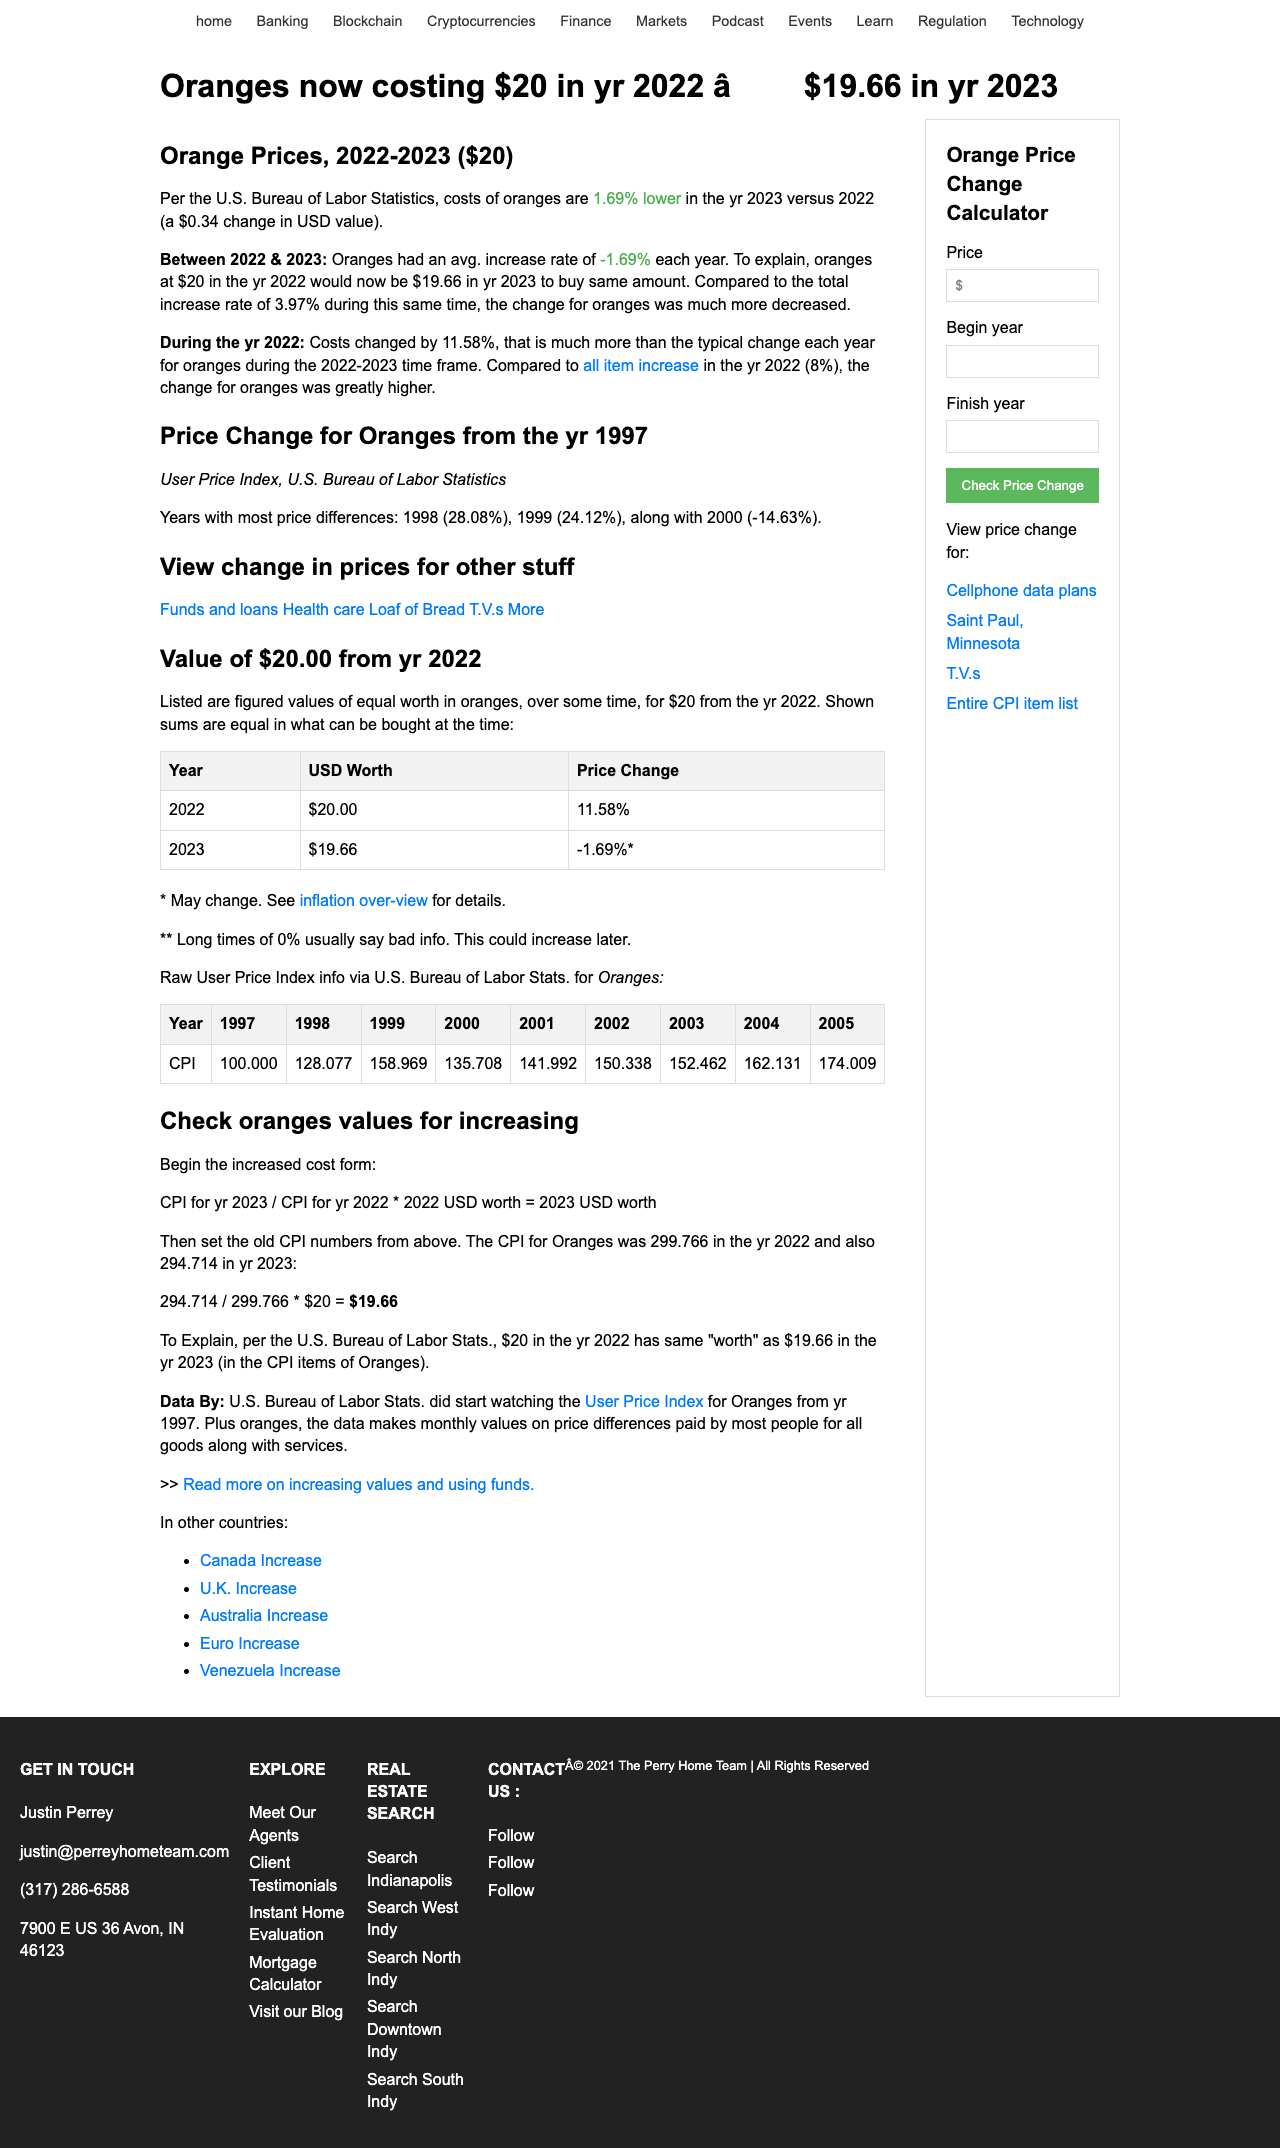 home Banking Blockchain Cryptocurrencies Finance Markets Podcast Events Learn Regulation Technology
Oranges now costing $20 in yr 2022 â $19.66 in yr 2023
Orange Prices, 2022-2023 ($20)
Per the U.S. Bureau of Labor Statistics, costs of oranges are 1.69% lower in the yr 2023 versus 2022
(a $0.34 change in USD value).
Between 2022 & 2023: Oranges had an avg. increase rate of -1.69% each year. To explain, oranges
at $20 in the yr 2022 would now be $19.66 in yr 2023 to buy same amount. Compared to the total
increase rate of 3.97% during this same time, the change for oranges was much more decreased.
During the yr 2022: Costs changed by 11.58%, that is much more than the typical change each year
for oranges during the 2022-2023 time frame. Compared to all item increase in the yr 2022 (8%), the
change for oranges was greatly higher.
Price Change for Oranges from the yr 1997
User Price Index, U.S. Bureau of Labor Statistics
Years with most price differences: 1998 (28.08%), 1999 (24.12%), along with 2000 (-14.63%).
View change in prices for other stuff
Funds and loans Health care Loaf of Bread T.V.s More
Value of $20.00 from yr 2022
Listed are figured values of equal worth in oranges, over some time, for $20 from the yr 2022. Shown
sums are equal in what can be bought at the time:
Year USD Worth Price Change
2022 $20.00 11.58%
2023 $19.66 -1.69%*
* May change. See inflation over-view for details.
** Long times of 0% usually say bad info. This could increase later.
Raw User Price Index info via U.S. Bureau of Labor Stats. for Oranges:
Year 1997 1998 1999 2000 2001 2002 2003 2004 2005
CPI 100.000 128.077 158.969 135.708 141.992 150.338 152.462 162.131 174.009
Check oranges values for increasing
Begin the increased cost form:
CPI for yr 2023 / CPI for yr 2022 * 2022 USD worth = 2023 USD worth
Then set the old CPI numbers from above. The CPI for Oranges was 299.766 in the yr 2022 and also
294.714 in yr 2023:
294.714 / 299.766 * $20 = $19.66
To Explain, per the U.S. Bureau of Labor Stats., $20 in the yr 2022 has same "worth" as $19.66 in the
yr 2023 (in the CPI items of Oranges).
Data By: U.S. Bureau of Labor Stats. did start watching the User Price Index for Oranges from yr
1997. Plus oranges, the data makes monthly values on price differences paid by most people for all
goods along with services.
>> Read more on increasing values and using funds.
In other countries:
• Canada Increase
• U.K. Increase
• Australia Increase
• Euro Increase
• Venezuela Increase
Orange Price
Change
Calculator
Price
$
Begin year
Finish year
Check Price Change
View price change
for:
Cellphone data plans
Saint Paul,
Minnesota
T.V.s
Entire CPI item list
GET IN TOUCH
Justin Perrey
justin@perreyhometeam.com
(317) 286-6588
7900 E US 36 Avon, IN
46123
EXPLORE
Meet Our
Agents
Client
Testimonials
Instant Home
Evaluation
Mortgage
Calculator
Visit our Blog
REAL
ESTATE
SEARCH
Search
Indianapolis
Search West
Indy
Search North
Indy
Search
Downtown
Indy
Search South
Indy
CONTACT
US :
Follow
Follow
Follow
Â© 2021 The Perry Home Team | All Rights Reserved